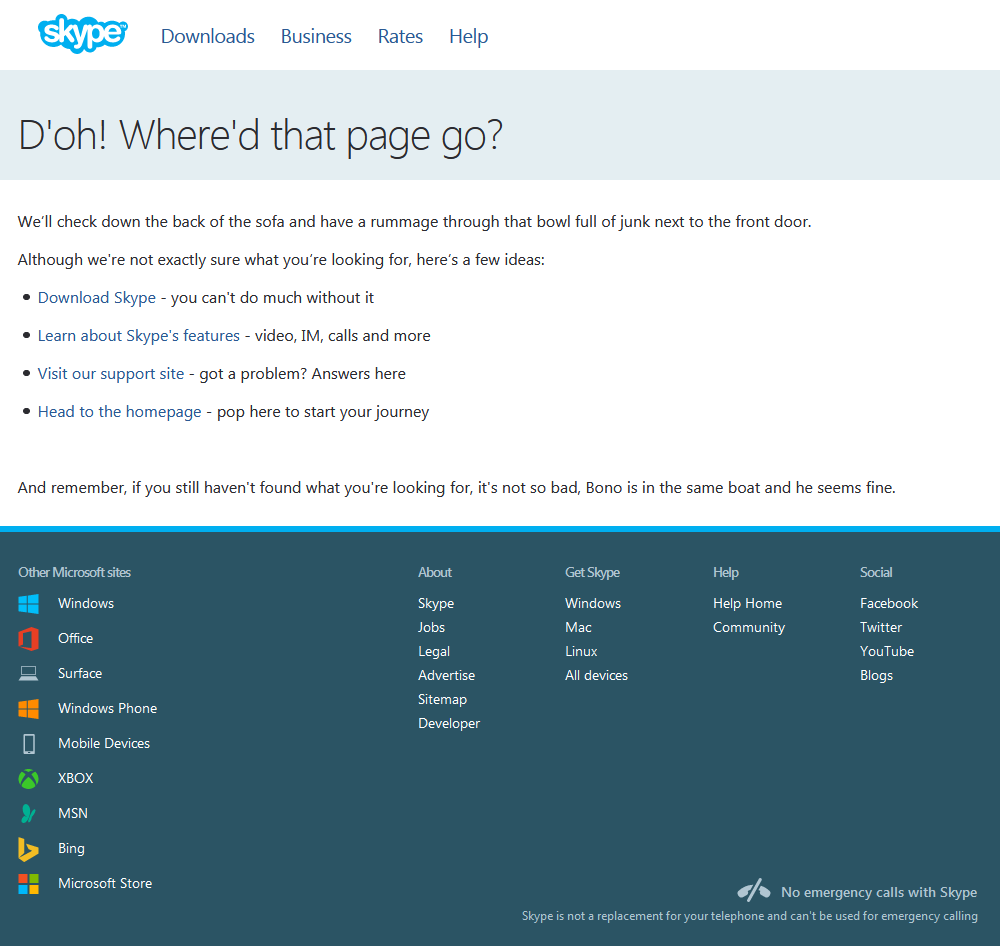 skype™
Downloads Business Rates Help
D'oh! Where'd that page go?
We’ll check down the back of the sofa and have a rummage through that bowl full of junk next to the front door.
Although we're not exactly sure what you’re looking for, here’s a few ideas:
• Download Skype - you can't do much without it
• Learn about Skype's features - video, IM, calls and more
• Visit our support site - got a problem? Answers here
• Head to the homepage - pop here to start your journey
And remember, if you still haven't found what you're looking for, it's not so bad, Bono is in the same boat and he seems fine.
Other Microsoft sites
Windows
Office
Surface
Windows Phone
Mobile Devices
XBOX
MSN
Bing
Microsoft Store
About
Skype
Jobs
Legal
Advertise
Sitemap
Developer
Get Skype
Windows
Mac
Linux
All devices
Help
Help Home
Community
Social
Facebook
Twitter
YouTube
Blogs
No emergency calls with Skype
Skype is not a replacement for your telephone and can't be used for emergency calling